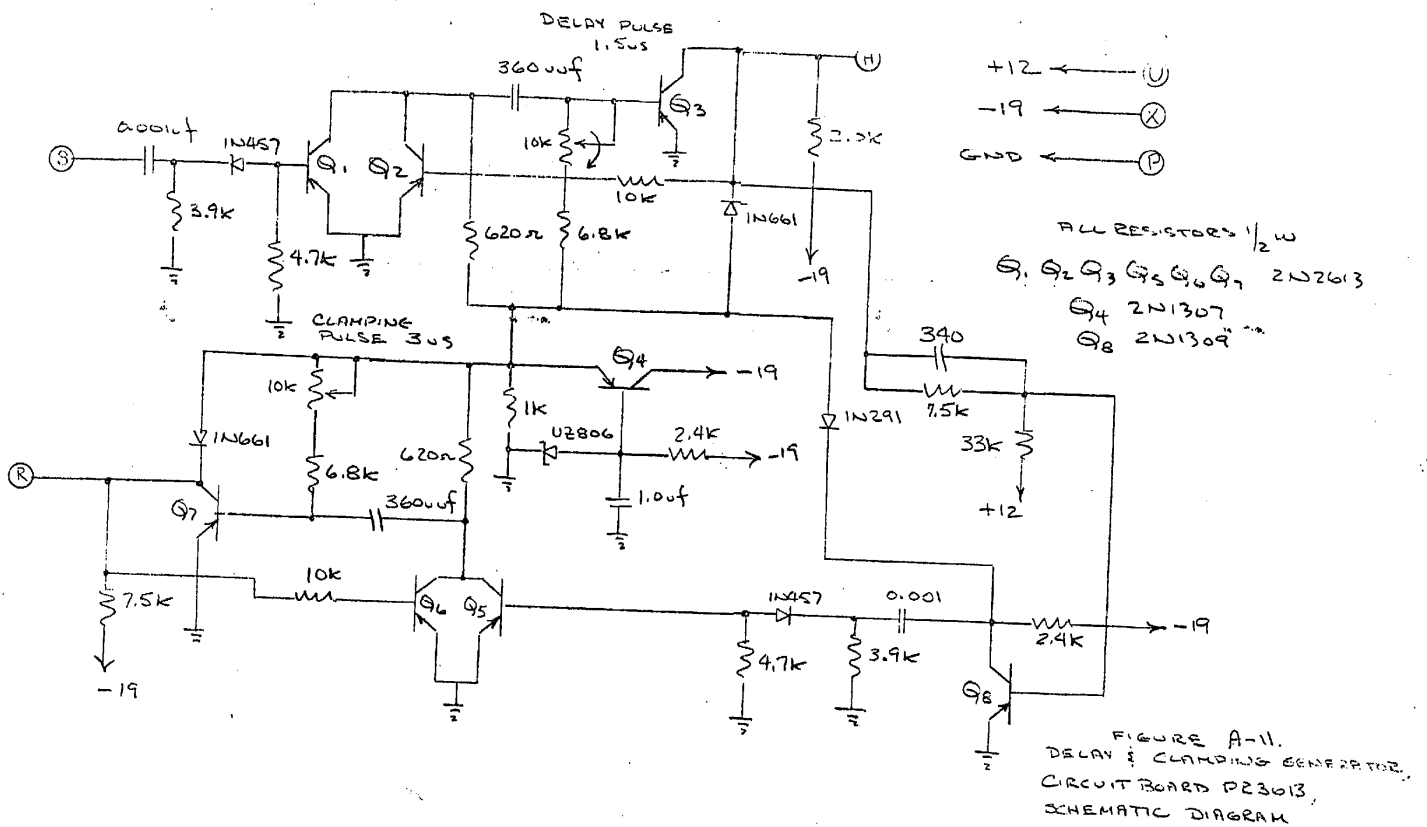 DELAY PULSE
1.5us
360uuf
H
+12
U
Q3
-19
X
0.001uf
1N457
Q1
Q2
10K
GND
P
S
10K
3.9K
620Ω
6.8K
1N661
ALL RESISTORS 1/2 W
4.7K
-19
Q1 Q2 Q3 Q5 Q6 Q7 2N2613
Q4 2N1307
Q8 2N1309
CLAMPING
PULSE 3us
340
Q4
-19
10K
7.5K
1K
1N291
UZ806
2.4K
-19
33K
1N661
620Ω
R
6.8K
360uuf
1.0uf
+12
Q7
10K
7.5K
Q6
Q5
1N457
0.001
2.4K
-19
4.7K
3.9K
-19
Q8
FIGURE A-11.
DELAY & CLAMPING GENERATOR
CIRCUIT BOARD PR3013,
SCHEMATIC DIAGRAM